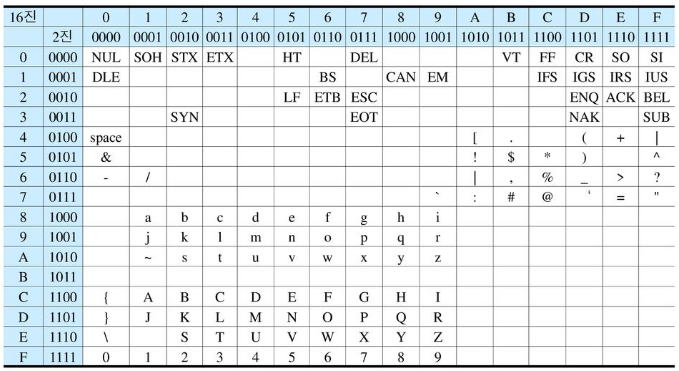 16진 0 1 2 3 4 5 6 7 8 9 A B C D E F
2진 0000 0001 0010 0011 0100 0101 0110 0111 1000 1001 1010 1011 1100 1101 1110 1111
0 0000 NUL SOH STX ETX HT DEL VT FF CR SO SI
1 0001 DLE BS CAN EM IFS IGS IRS IUS
2 0010 LF ETB ESC ENQ ACK BEL
3 0011 SYN EOT NAK SUB
4 0100 space [ . ( + |
5 0101 & ! $ * ) ^
6 0110 - / | , % _ > ?
7 0111 ` : # @ ‘ = "
8 1000 a b c d e f g h i
9 1001 j k l m n o p q r
A 1010 ~ s t u v w x y z
B 1011
C 1100 { A B C D E F G H I
D 1101 } J K L M N O P Q R
E 1110 \ S T U V W X Y Z
F 1111 0 1 2 3 4 5 6 7 8 9